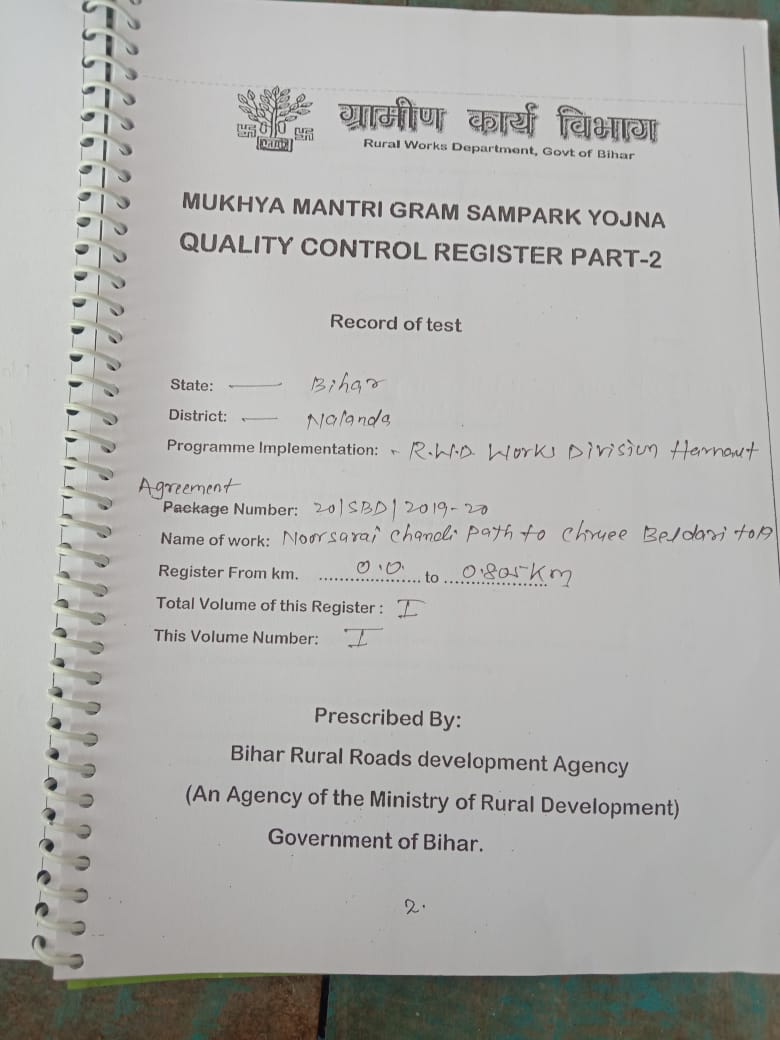 ग्रामीण कार्य विभाग
Rural Works Department, Govt of Bihar
MUKHYA MANTRI GRAM SAMPARK YOJNA
QUALITY CONTROL REGISTER PART-2
Record of test
State: — Bihar
District: — Nalanda
Programme Implementation: - R.W.D. Works Division Harnaut
Agreement
Package Number: 20/SBD/2019-20
Name of work: Noorsarai Chandi Path to Beldari tola
Register From km. 0.0. to 0.805 Km
Total Volume of this Register : I
This Volume Number: I
Prescribed By:
Bihar Rural Roads development Agency
(An Agency of the Ministry of Rural Development)
Government of Bihar.
2.